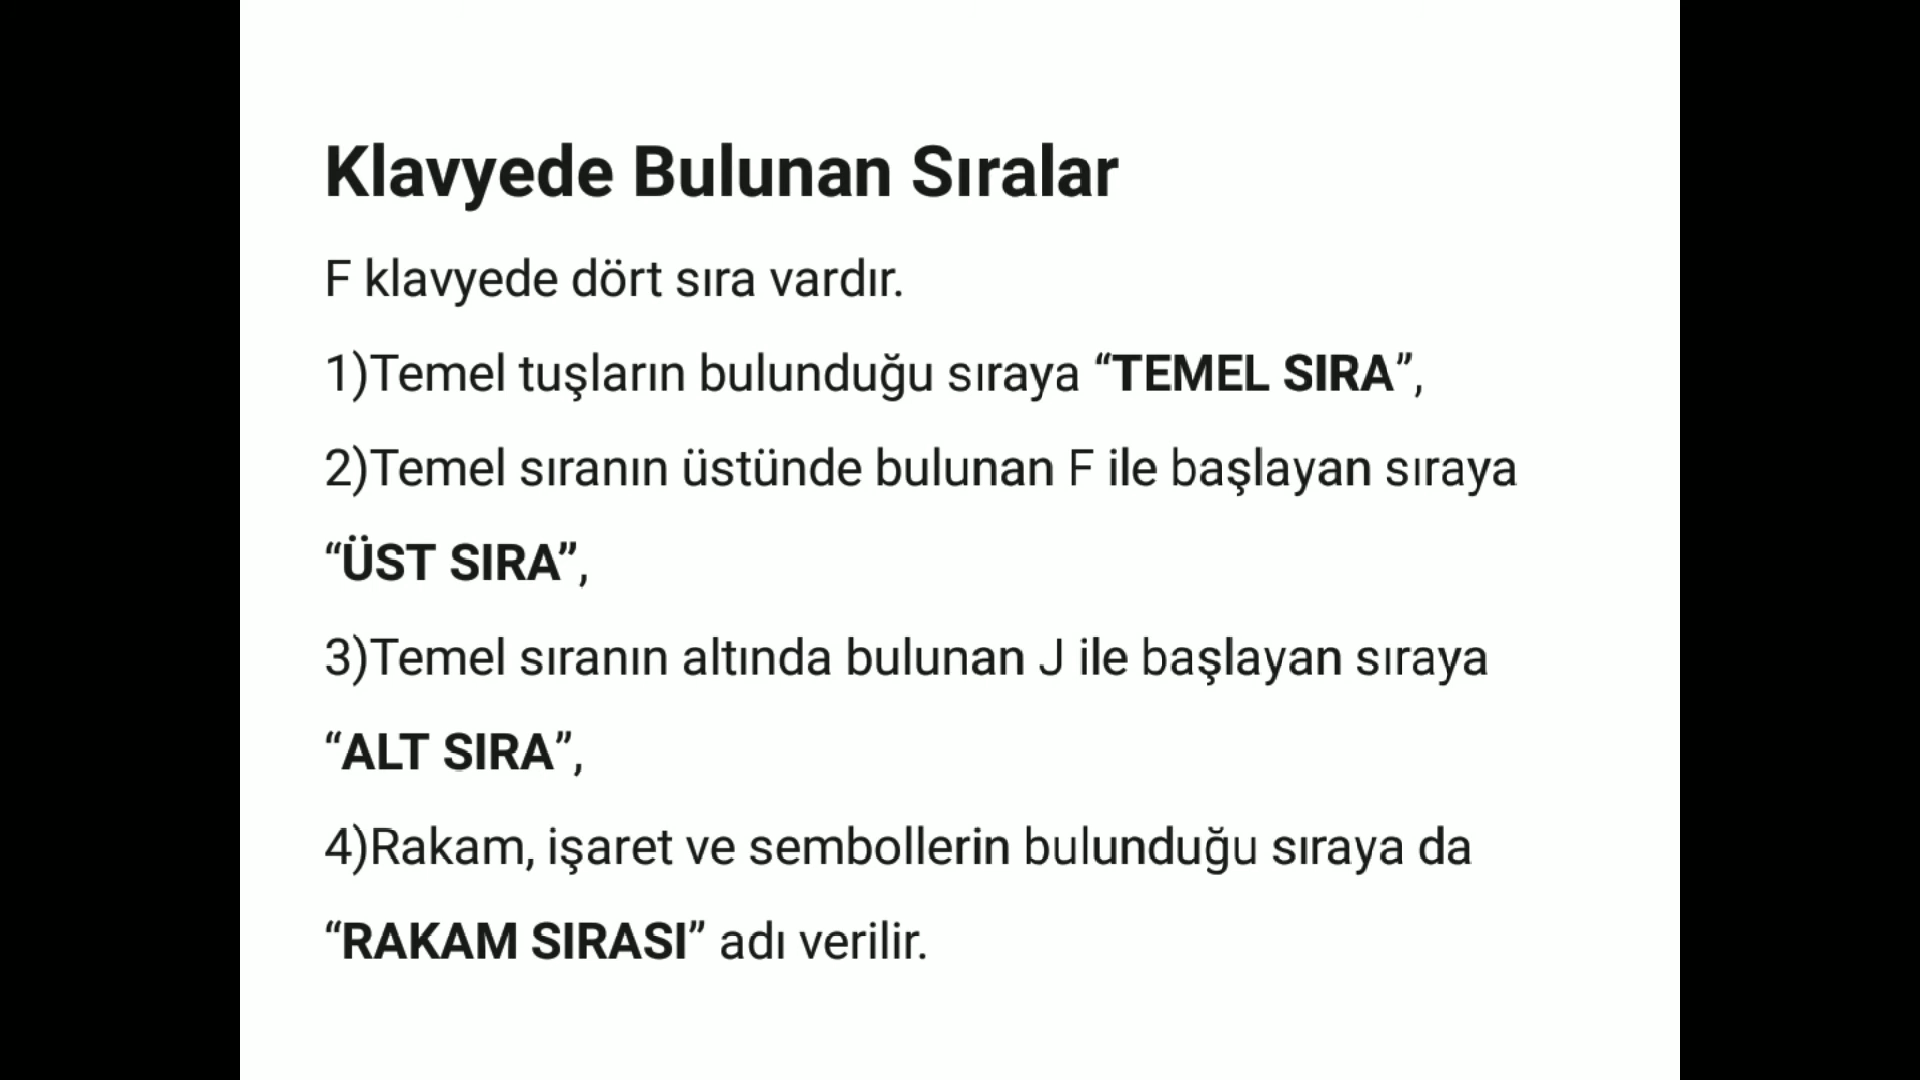 Klavyede Bulunan Sıralar
F klavyede dört sıra vardır.
1)Temel tuşların bulunduğu sıraya “TEMEL SIRA”,
2)Temel sıranın üstünde bulunan F ile başlayan sıraya
“ÜST SIRA”,
3)Temel sıranın altında bulunan J ile başlayan sıraya
“ALT SIRA”,
4)Rakam, işaret ve sembollerin bulunduğu sıraya da
“RAKAM SIRASI” adı verilir.